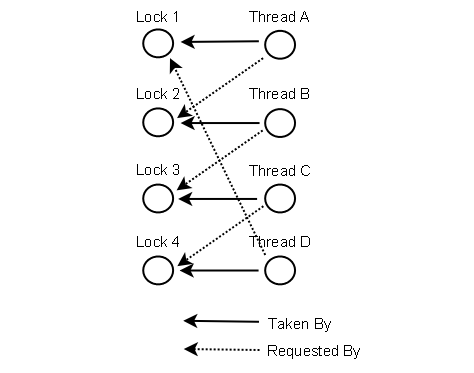 Lock 1 Thread A
Lock 2 Thread B
Lock 3 Thread C
Lock 4 Thread D
Taken By
Requested By